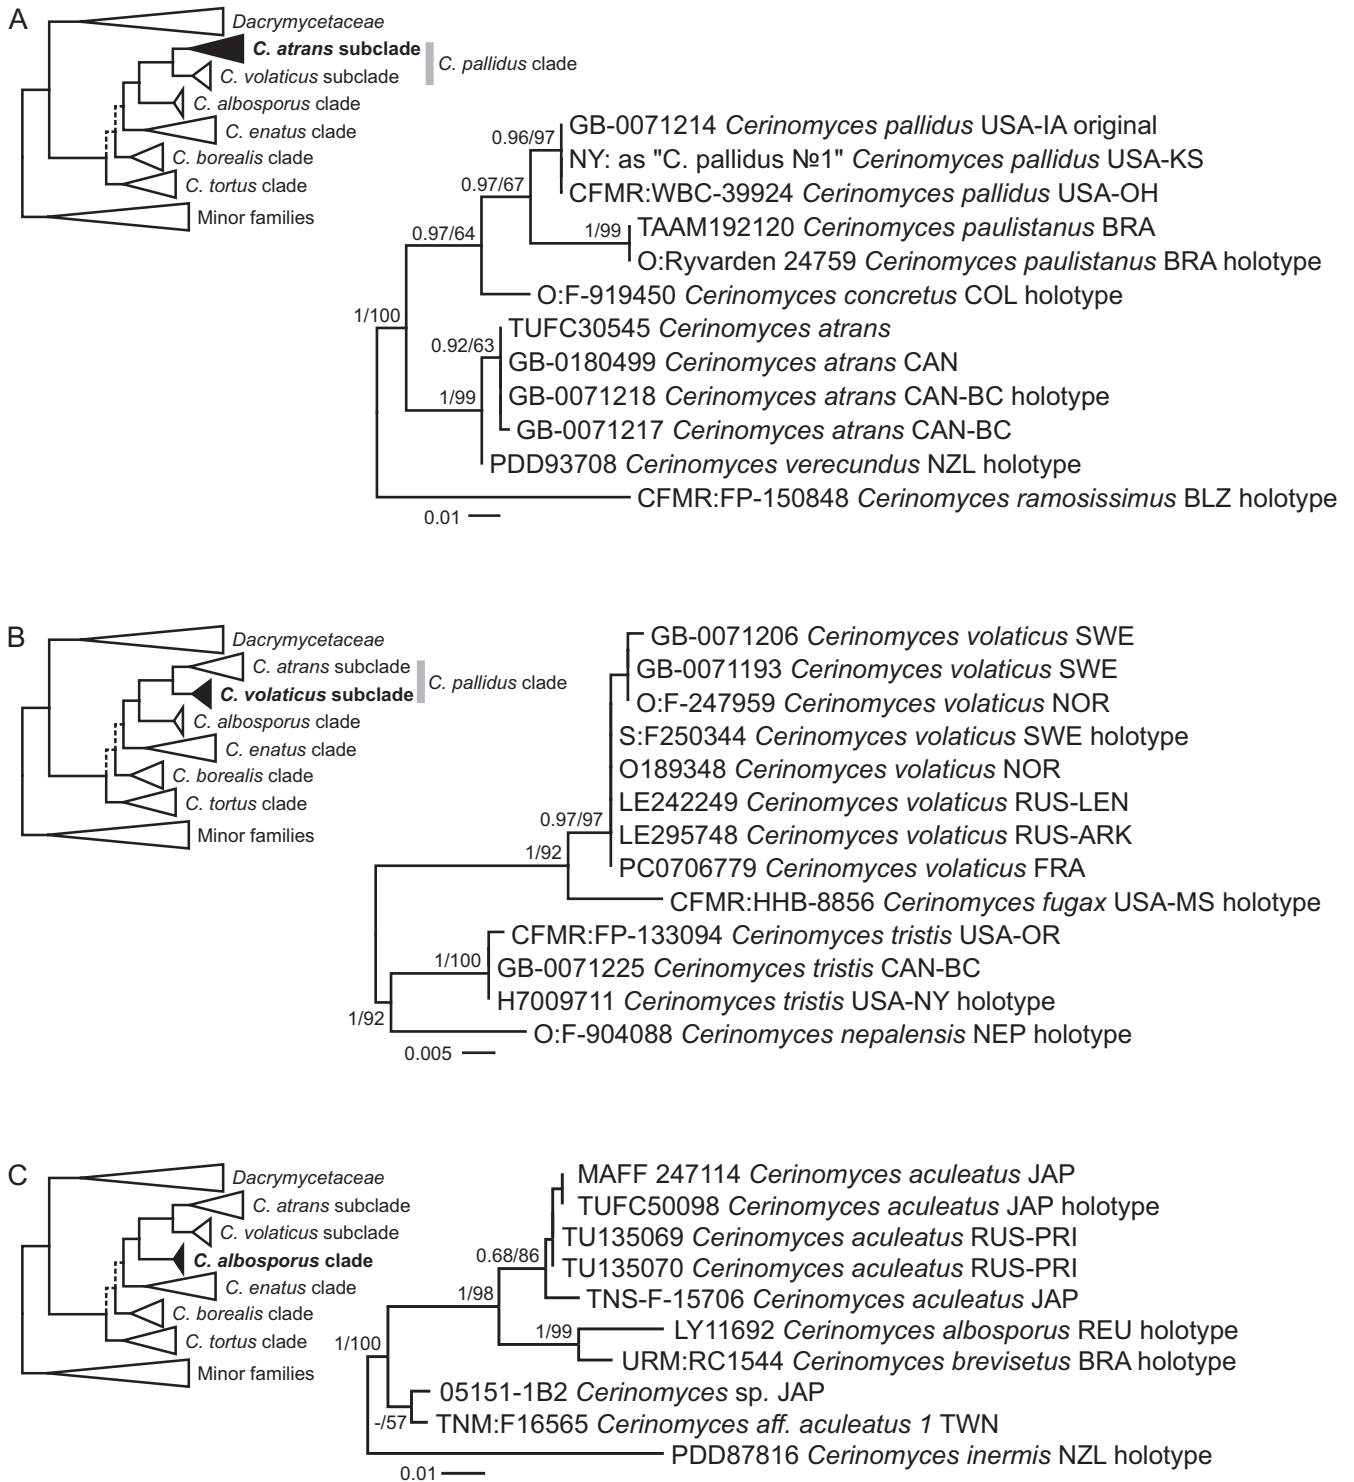 A
Dacrymycetaceae
C. atrans subclade
C. volaticus subclade
C. pallidus clade
C. albosporus clade
C. enatus clade
C. borealis clade
C. tortus clade
Minor families
GB-0071214 Cerinomyces pallidus USA-IA original
0.96/97
NY: as "C. pallidus №1" Cerinomyces pallidus USA-KS
0.97/67
CFMR:WBC-39924 Cerinomyces pallidus USA-OH
1/99
TAAM192120 Cerinomyces paulistanus BRA
0.97/64
O:Ryvarden 24759 Cerinomyces paulistanus BRA holotype
O:F-919450 Cerinomyces concretus COL holotype
1/100
TUFC30545 Cerinomyces atrans
0.92/63
GB-0180499 Cerinomyces atrans CAN
1/99
GB-0071218 Cerinomyces atrans CAN-BC holotype
GB-0071217 Cerinomyces atrans CAN-BC
PDD93708 Cerinomyces verecundus NZL holotype
CFMR:FP-150848 Cerinomyces ramosissimus BLZ holotype
0.01
B
Dacrymycetaceae
C. atrans subclade
C. volaticus subclade
C. pallidus clade
C. albosporus clade
C. enatus clade
C. borealis clade
C. tortus clade
Minor families
GB-0071206 Cerinomyces volaticus SWE
GB-0071193 Cerinomyces volaticus SWE
O:F-247959 Cerinomyces volaticus NOR
S:F250344 Cerinomyces volaticus SWE holotype
O189348 Cerinomyces volaticus NOR
LE242249 Cerinomyces volaticus RUS-LEN
0.97/97
LE295748 Cerinomyces volaticus RUS-ARK
1/92
PC0706779 Cerinomyces volaticus FRA
CFMR:HHB-8856 Cerinomyces fugax USA-MS holotype
CFMR:FP-133094 Cerinomyces tristis USA-OR
1/100
GB-0071225 Cerinomyces tristis CAN-BC
H7009711 Cerinomyces tristis USA-NY holotype
1/92
O:F-904088 Cerinomyces nepalensis NEP holotype
0.005
C
Dacrymycetaceae
C. atrans subclade
C. volaticus subclade
C. albosporus clade
C. enatus clade
C. borealis clade
C. tortus clade
Minor families
MAFF 247114 Cerinomyces aculeatus JAP
TUFC50098 Cerinomyces aculeatus JAP holotype
TU135069 Cerinomyces aculeatus RUS-PRI
0.68/86
TU135070 Cerinomyces aculeatus RUS-PRI
1/98
TNS-F-15706 Cerinomyces aculeatus JAP
1/99
LY11692 Cerinomyces albosporus REU holotype
1/100
URM:RC1544 Cerinomyces brevisetus BRA holotype
05151-1B2 Cerinomyces sp. JAP
-/57
TNM:F16565 Cerinomyces aff. aculeatus 1 TWN
PDD87816 Cerinomyces inermis NZL holotype
0.01